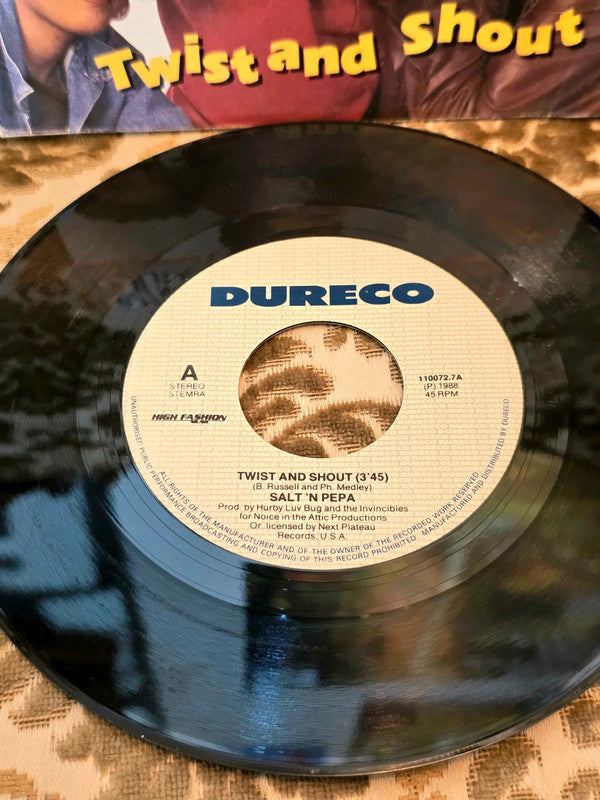 Twist and Shout
DURECO
A
STEREO
STEMRA
110072.7A
(P) 1988
45 RPM
HIGH FASHION
TWIST AND SHOUT (3'45)
(B. Russell and Ph. Medley)
SALT 'N PEPA
Prod. by Hurby Luv Bug and the Invincibles
for Noice in the Attic Productions
Or. licensed by Next Plateau
Records, U.S.A.
ALL RIGHTS OF THE MANUFACTURER AND OF THE OWNER OF THE RECORDED WORK RESERVED
UNAUTHORISED PUBLIC PERFORMANCE BROADCASTING AND COPYING OF THIS RECORD PROHIBITED - MANUFACTURED AND DISTRIBUTED BY DURECO